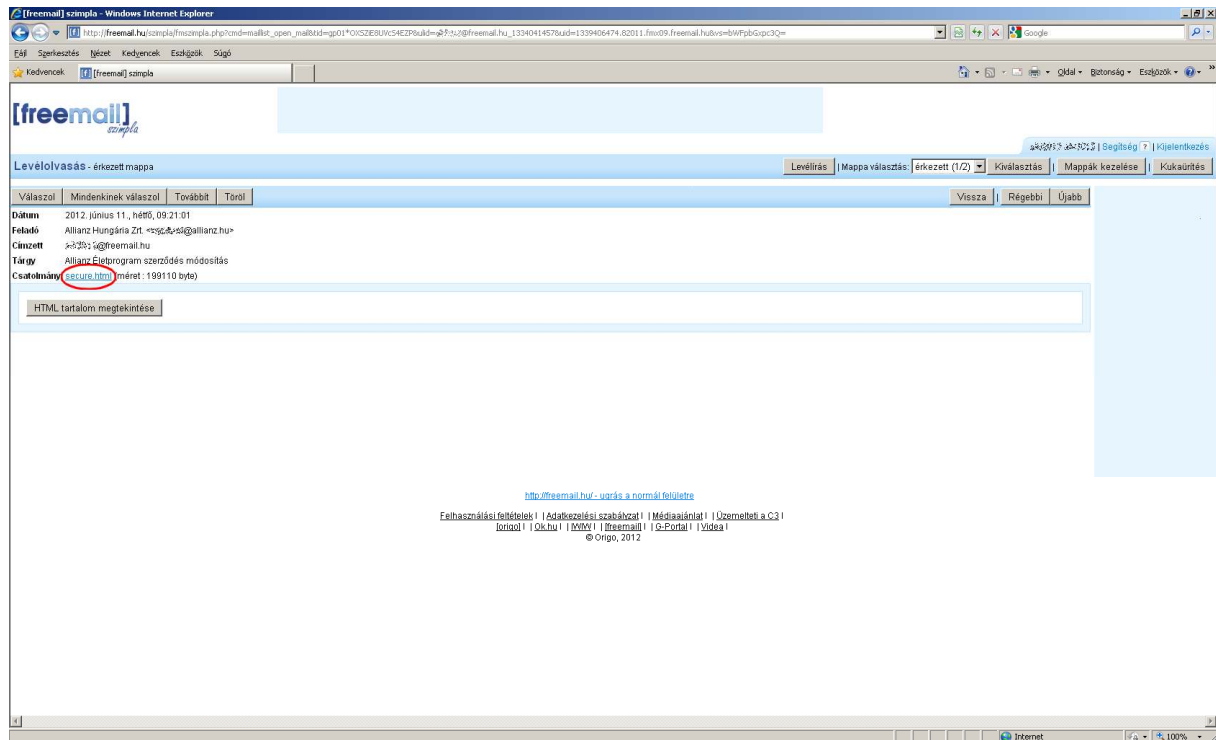 [freemail] szimpla - Windows Internet Explorer
Fájl Szerkesztés Nézet Kedvencek Eszközök Súgó
Google
Kedvencek [freemail] szimpla
Oldal Biztonság Eszközök
[freemail]
szimpla
| Segítség ? | Kijelentkezés
Levélolvasás - érkezett mappa
Levélírás | Mappa választás: érkezett (1/2) Kiválasztás | Mappák kezelése | Kukaürítés
Válaszol Mindenkinek válaszol Továbbít Töröl
Vissza | Régebbi Újabb
Dátum 2012. június 11., hétfő, 09:21:01
Feladó Allianz Hungária Zrt. @allianz.hu>
Címzett @freemail.hu
Tárgy Allianz Életprogram szerződés módosítás
Csatolmány secure.html (méret : 199110 byte)
HTML tartalom megtekintése
http://freemail.hu/ - ugrás a normál felületre
Felhasználási feltételek | | Adatkezelési szabályzat | | Médiaajánlat | | Üzemelteti a C3 |
[origo] | | Ok.hu | | IWIW | | [freemail] | | G-Portal | | Videa |
© Origo, 2012
Internet 100%